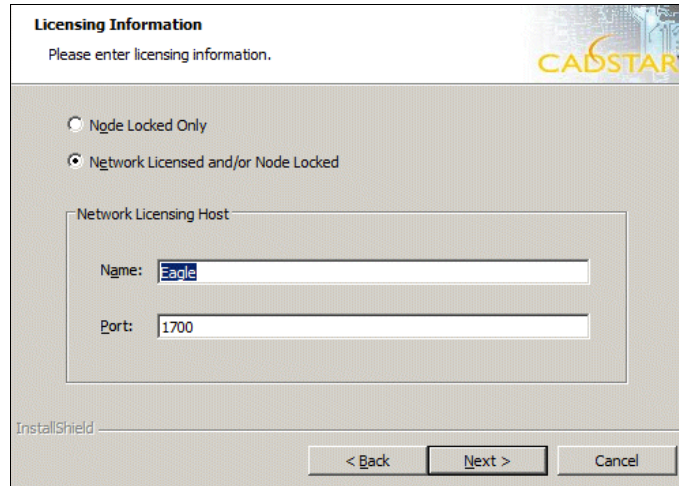 Licensing Information
Please enter licensing information.
CADSTAR
Node Locked Only
Network Licensed and/or Node Locked
Network Licensing Host
Name: Eagle
Port: 1700
InstallShield
< Back Next > Cancel